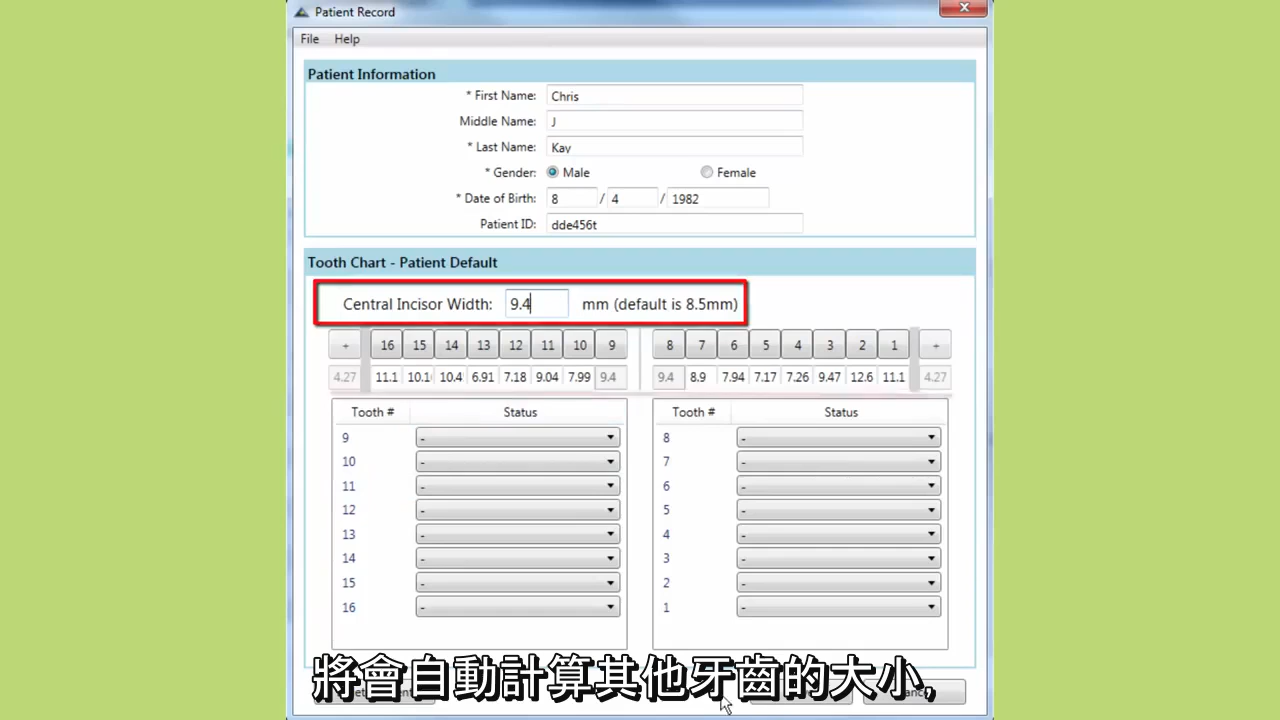 Patient Record
File Help
Patient Information
* First Name: Chris
Middle Name: J
* Last Name: Kay
* Gender: Male Female
* Date of Birth: 8 / 4 / 1982
Patient ID: dde456t
Tooth Chart - Patient Default
Central Incisor Width: 9.4 mm (default is 8.5mm)
+ 16 15 14 13 12 11 10 9 8 7 6 5 4 3 2 1 +
4.27 11.1 10.1 10.4 6.91 7.18 9.04 7.99 9.4 9.4 8.9 7.94 7.17 7.26 9.47 12.6 11.1 4.27
Tooth # Status Tooth # Status
9 - 8 -
10 - 7 -
11 - 6 -
12 - 5 -
13 - 4 -
14 - 3 -
15 - 2 -
16 - 1 -
將會自動計算其他牙齒的大小,